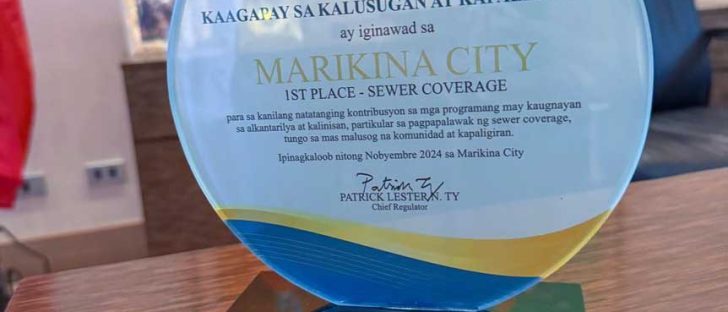 KAAGAPAY SA KALUSUGAN AT
ay iginawad sa
MARIKINA CITY
1ST PLACE - SEWER COVERAGE
para sa kanilang natatanging kontribusyon sa mga programang may kaugnayan
sa alkantarilya at kalinisan, partikular sa pagpapalawak ng sewer coverage,
tungo sa mas malusog na komunidad at kapaligiran.
Ipinagkaloob nitong Nobyembre 2024 sa Marikina City
PATRICK LESTER N. TY
Chief Regulator